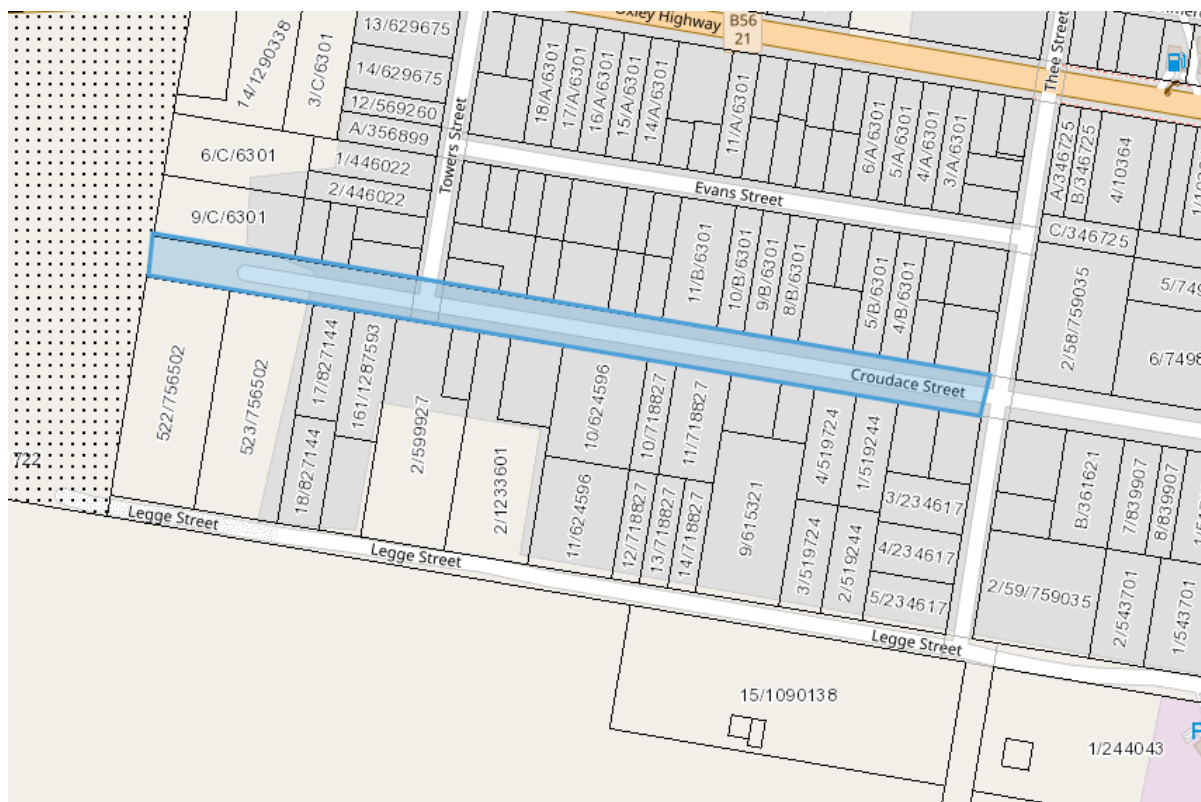 13/629675
Oxley Highway
B56
21
Thee Street
14/1290338
3/C/6301
14/629675
12/569260
A/356899
18/A/6301
17/A/6301
16/A/6301
15/A/6301
14/A/6301
11/A/6301
6/A/6301
5/A/6301
4/A/6301
3/A/6301
A/346725
B/346725
4/10364
6/C/6301
1/446022
Towers Street
2/446022
Evans Street
9/C/6301
C/346725
11/B/6301
10/B/6301
9/B/6301
8/B/6301
5/B/6301
4/B/6301
2/58/759035
5/749
6/7498
Croudace Street
522/756502
523/756502
17/827144
161/1287593
18/827144
2/599927
2/1233601
10/624596
10/718827
11/718827
4/519724
1/519244
722
11/624596
12/718827
13/718827
14/718827
9/615321
3/519724
2/519244
3/234617
4/234617
5/234617
B/361621
7/839907
8/839907
2/59/759035
2/543701
1/543701
Legge Street
Legge Street
Legge Street
15/1090138
1/244043